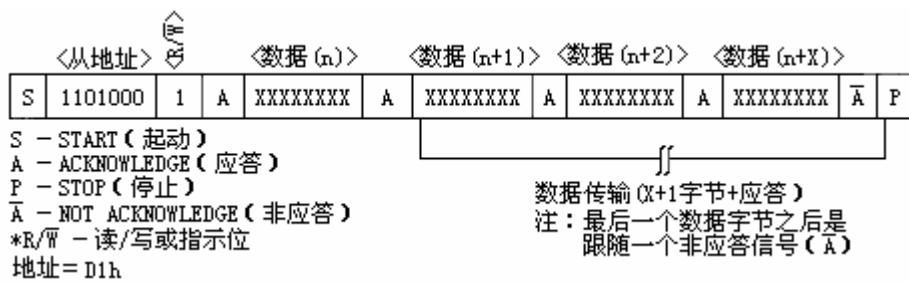 <R/W̅>
<从地址> <数据(n)> <数据(n+1)> <数据(n+2)> <数据(n+X)>
S 1101000 1 A XXXXXXXX A XXXXXXXX A XXXXXXXX A XXXXXXXX A̅ P
S －START(起动)
A －ACKNOWLEDGE(应答)
P －STOP(停止)
A̅ －NOT ACKNOWLEDGE(非应答)
*R/W̅ －读/写或指示位
地址＝D1h
数据传输(X+1字节+应答)
注：最后一个数据字节之后是
跟随一个非应答信号(A̅)